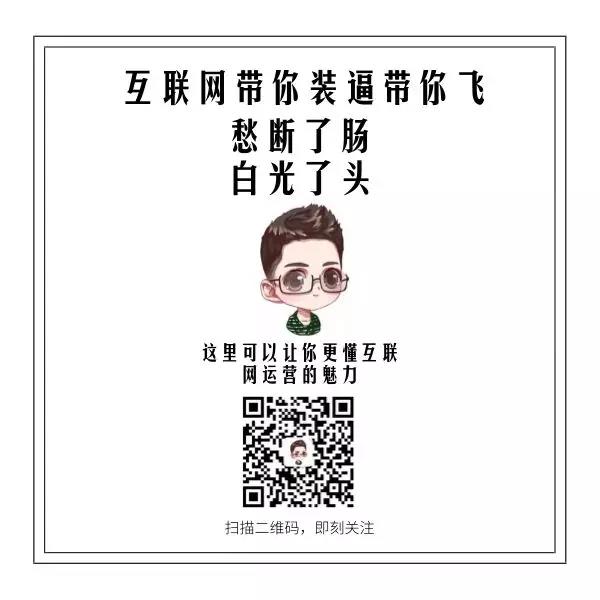 互联网带你装逼带你飞
愁断了肠
白光了头
这里可以让你更懂互联
网运营的魅力
扫描二维码，即刻关注